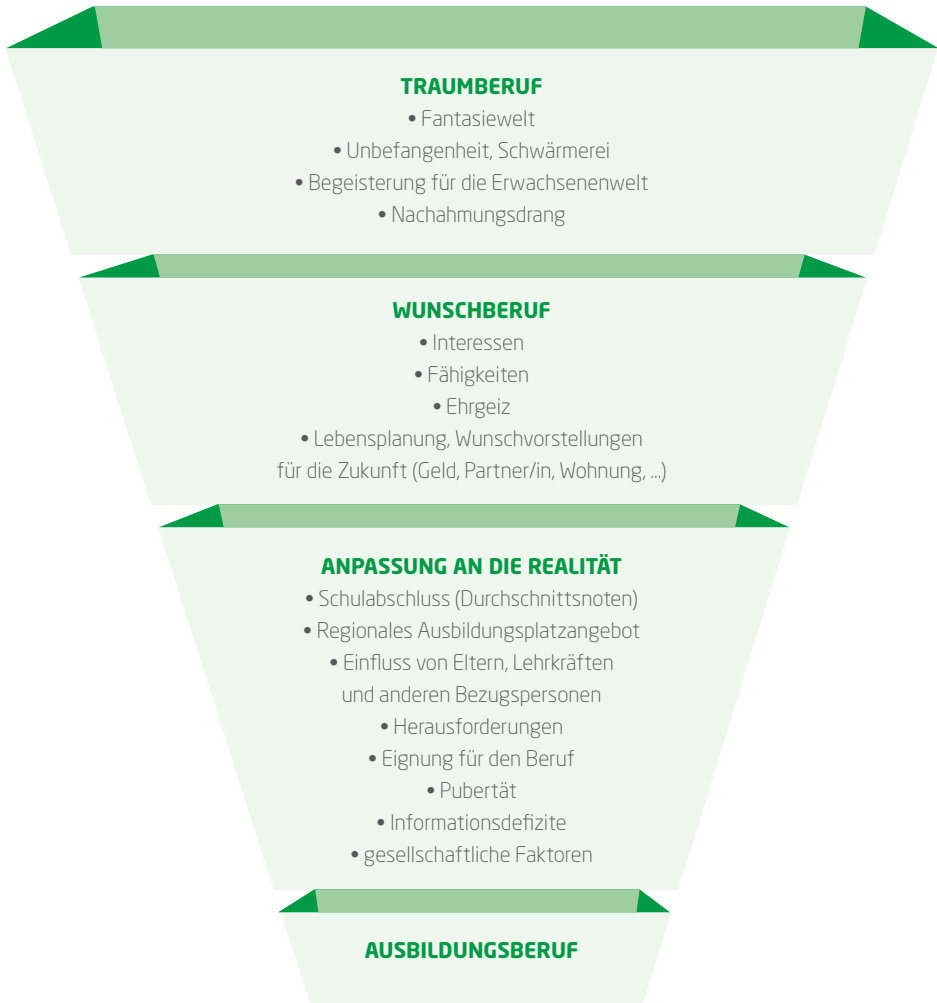 TRAUMBERUF
• Fantasiewelt
• Unbefangenheit, Schwärmerei
• Begeisterung für die Erwachsenenwelt
• Nachahmungsdrang
WUNSCHBERUF
• Interessen
• Fähigkeiten
• Ehrgeiz
• Lebensplanung, Wunschvorstellungen
für die Zukunft (Geld, Partner/in, Wohnung, ...)
ANPASSUNG AN DIE REALITÄT
• Schulabschluss (Durchschnittsnoten)
• Regionales Ausbildungsplatzangebot
• Einfluss von Eltern, Lehrkräften
und anderen Bezugspersonen
• Herausforderungen
• Eignung für den Beruf
• Pubertät
• Informationsdefizite
• gesellschaftliche Faktoren
AUSBILDUNGSBERUF